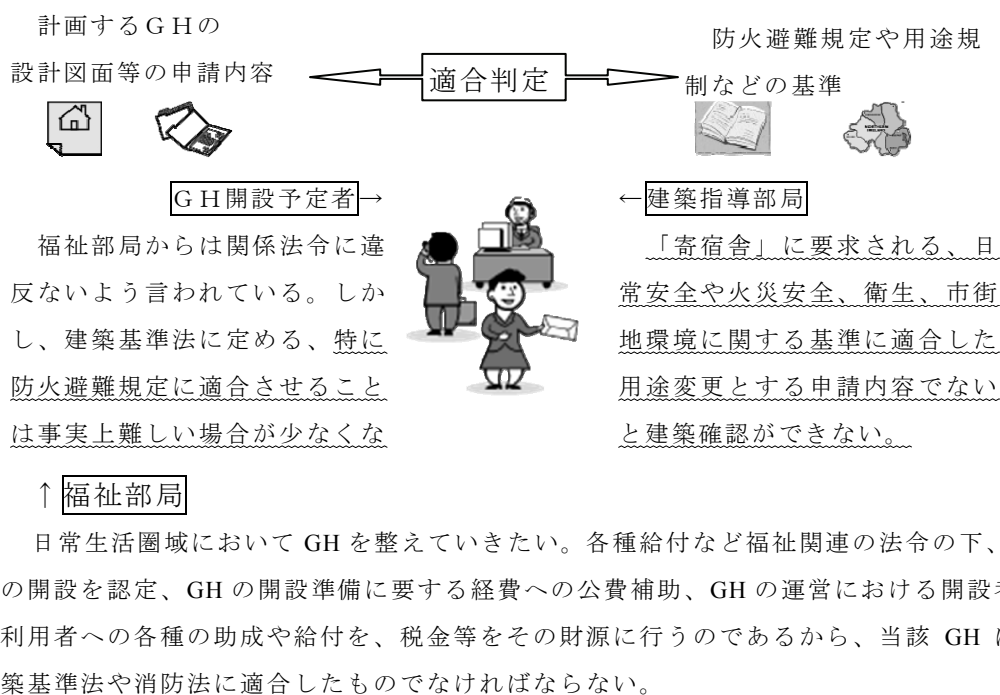 計画するＧＨの
設計図面等の申請内容
適合判定
防火避難規定や用途規
制などの基準
NORTHERN
IRELAND
ＧＨ開設予定者→
福祉部局からは関係法令に違
反ないよう言われている。しか
し、建築基準法に定める、特に
防火避難規定に適合させること
は事実上難しい場合が少なくな
←建築指導部局
「寄宿舎」に要求される、日
常安全や火災安全、衛生、市街
地環境に関する基準に適合した
用途変更とする申請内容でない
と建築確認ができない。
↑福祉部局
日常生活圏域において GH を整えていきたい。各種給付など福祉関連の法令の下、
の開設を認定、GH の開設準備に要する経費への公費補助、GH の運営における開設者
利用者への各種の助成や給付を、税金等をその財源に行うのであるから、当該 GH は
築基準法や消防法に適合したものでなければならない。